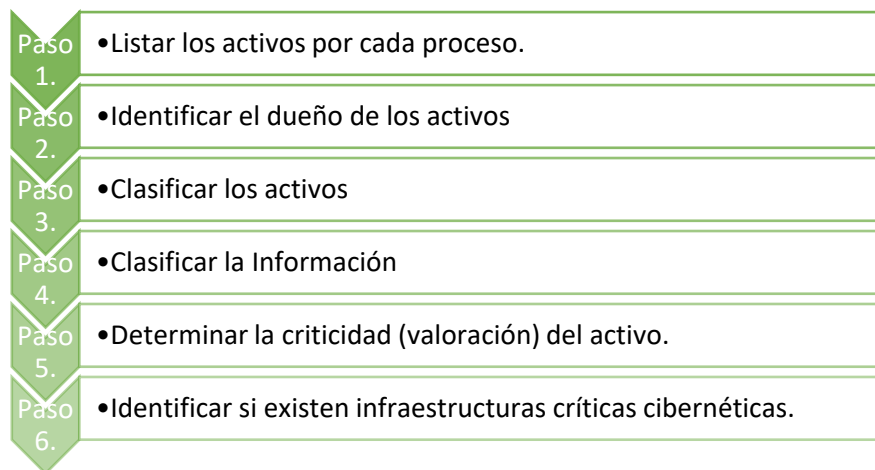 Paso
1.
•Listar los activos por cada proceso.
Paso
2.
•Identificar el dueño de los activos
Paso
3.
•Clasificar los activos
Paso
4.
•Clasificar la Información
Paso
5.
•Determinar la criticidad (valoración) del activo.
Paso
6.
•Identificar si existen infraestructuras críticas cibernéticas.